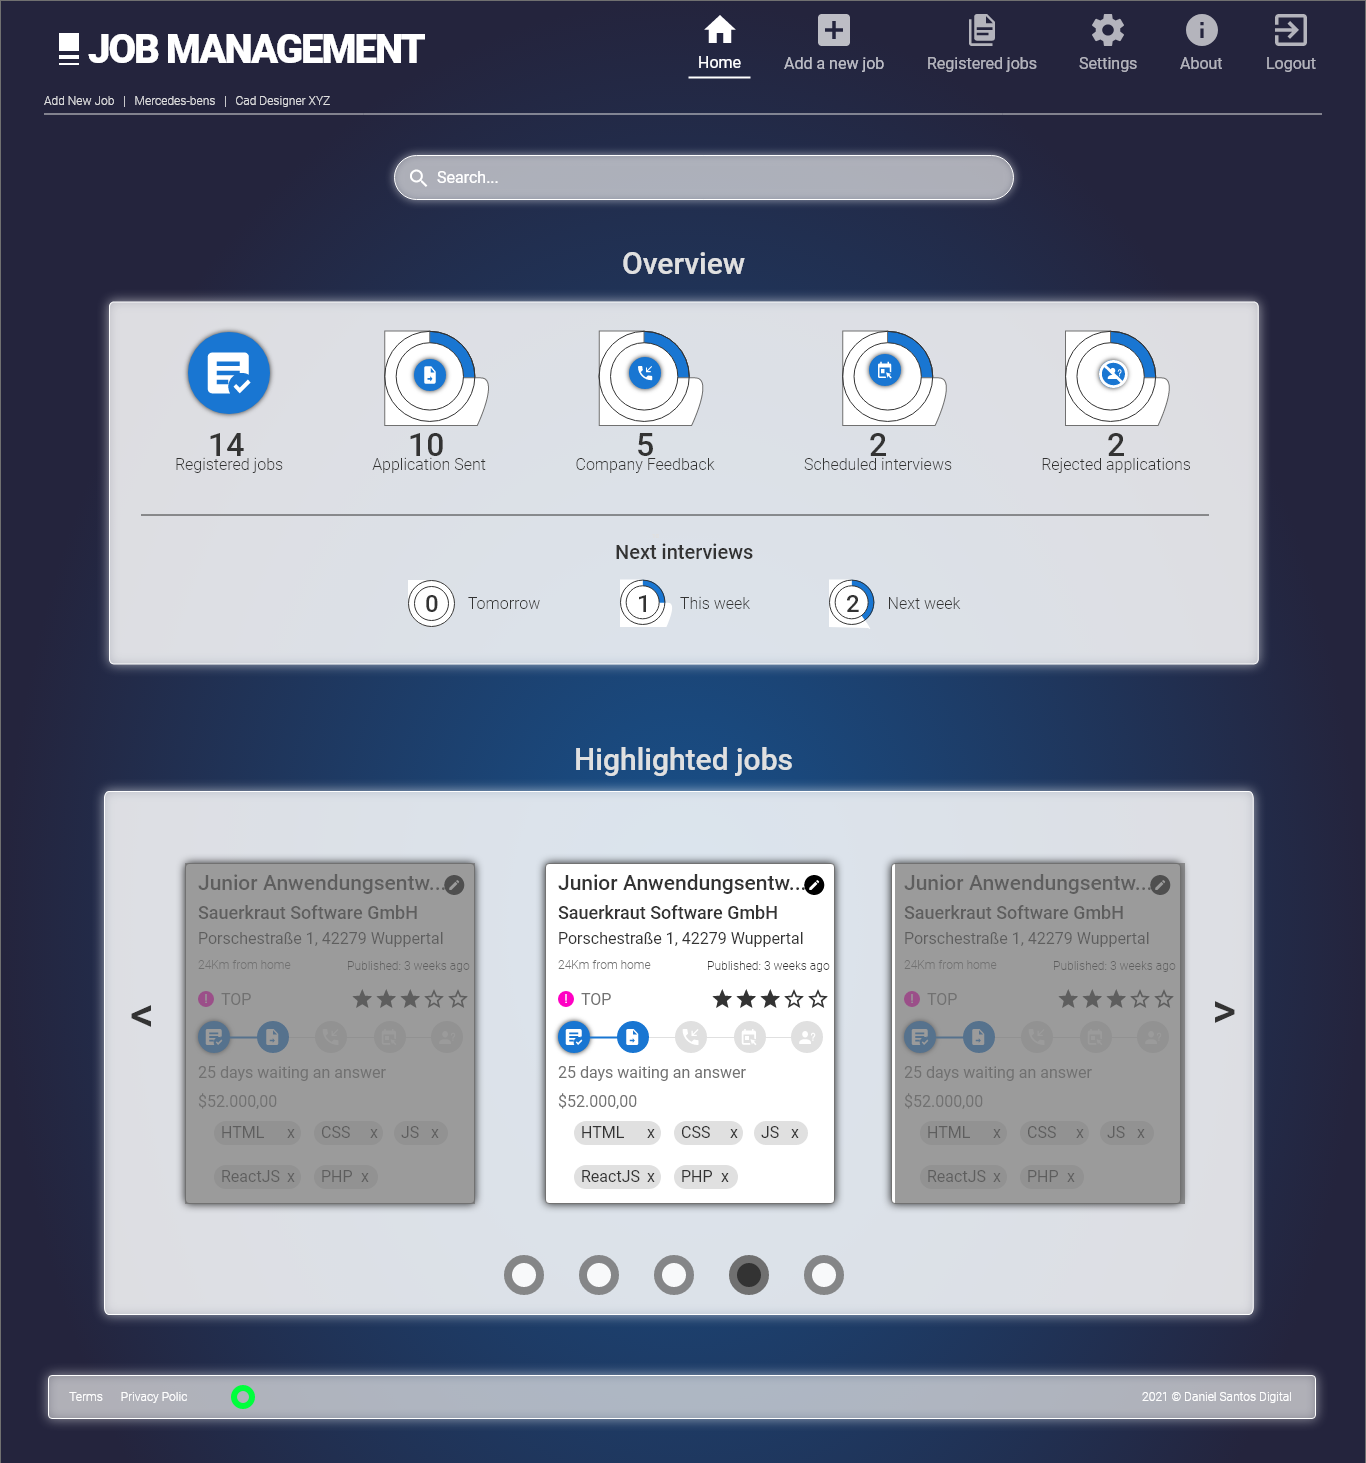 JOB MANAGEMENT
Home
Add a new job
Registered jobs
Settings
About
Logout
Add New Job | Mercedes-bens | Cad Designer XYZ
Search...
Overview
14
Registered jobs
10
Application Sent
5
Company Feedback
2
Scheduled interviews
2
Rejected applications
Next interviews
0 Tomorrow
1 This week
2 Next week
Highlighted jobs
<
Junior Anwendungsentw...
Sauerkraut Software GmbH
Porschestraße 1, 42279 Wuppertal
24Km from home Published: 3 weeks ago
! TOP
25 days waiting an answer
$52.000,00
HTML x CSS x JS x
ReactJS x PHP x
Junior Anwendungsentw...
Sauerkraut Software GmbH
Porschestraße 1, 42279 Wuppertal
24Km from home Published: 3 weeks ago
! TOP
25 days waiting an answer
$52.000,00
HTML x CSS x JS x
ReactJS x PHP x
Junior Anwendungsentw...
Sauerkraut Software GmbH
Porschestraße 1, 42279 Wuppertal
24Km from home Published: 3 weeks ago
! TOP
25 days waiting an answer
$52.000,00
HTML x CSS x JS x
ReactJS x PHP x
>
Terms Privacy Polic
2021 © Daniel Santos Digital